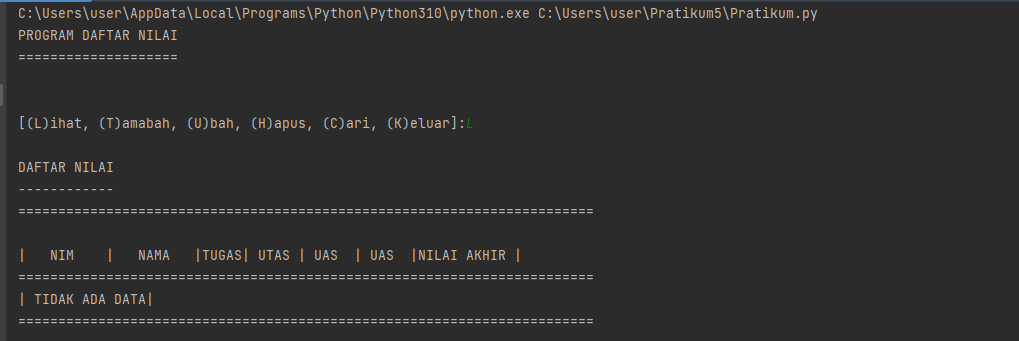 C:\Users\user\AppData\Local\Programs\Python\Python310\python.exe C:\Users\user\Pratikum5\Pratikum.py
PROGRAM DAFTAR NILAI
====================
[(L)ihat, (T)amabah, (U)bah, (H)apus, (C)ari, (K)eluar]:L
DAFTAR NILAI
------------
========================================================================
|   NIM    |   NAMA   |TUGAS| UTAS | UAS  | UAS  |NILAI AKHIR |
========================================================================
| TIDAK ADA DATA|
========================================================================